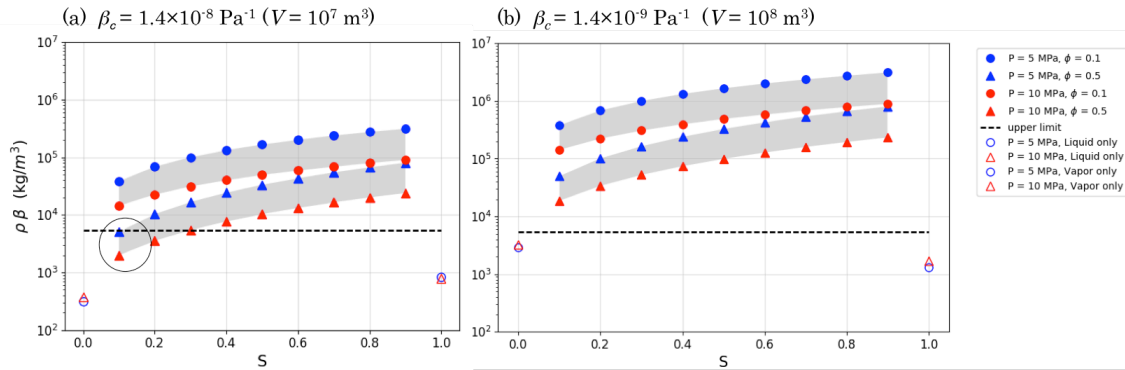 (a) β𝑐 = 1.4×10⁻⁸ Pa⁻¹ (V = 10⁷ m³)
10⁷
10⁶
10⁵
10⁴
10³
10²
ρ β (kg/m³)
0.0 0.2 0.4 0.6 0.8 1.0
S
(b) β𝑐 = 1.4×10⁻⁹ Pa⁻¹ (V = 10⁸ m³)
10⁷
10⁶
10⁵
10⁴
10³
10²
0.0 0.2 0.4 0.6 0.8 1.0
S
P = 5 MPa, ϕ = 0.1
P = 5 MPa, ϕ = 0.5
P = 10 MPa, ϕ = 0.1
P = 10 MPa, ϕ = 0.5
upper limit
P = 5 MPa, Liquid only
P = 10 MPa, Liquid only
P = 5 MPa, Vapor only
P = 10 MPa, Vapor only